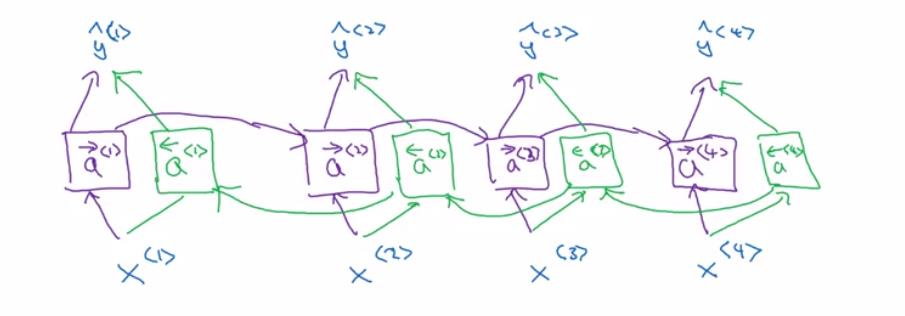 ŷ<1> ŷ<2> ŷ<3> ŷ<4>
a→<1> a←<1> a→<2> a←<2> a→<3> a←<3> a→<4> a←<4>
x<1> x<2> x<3> x<4>